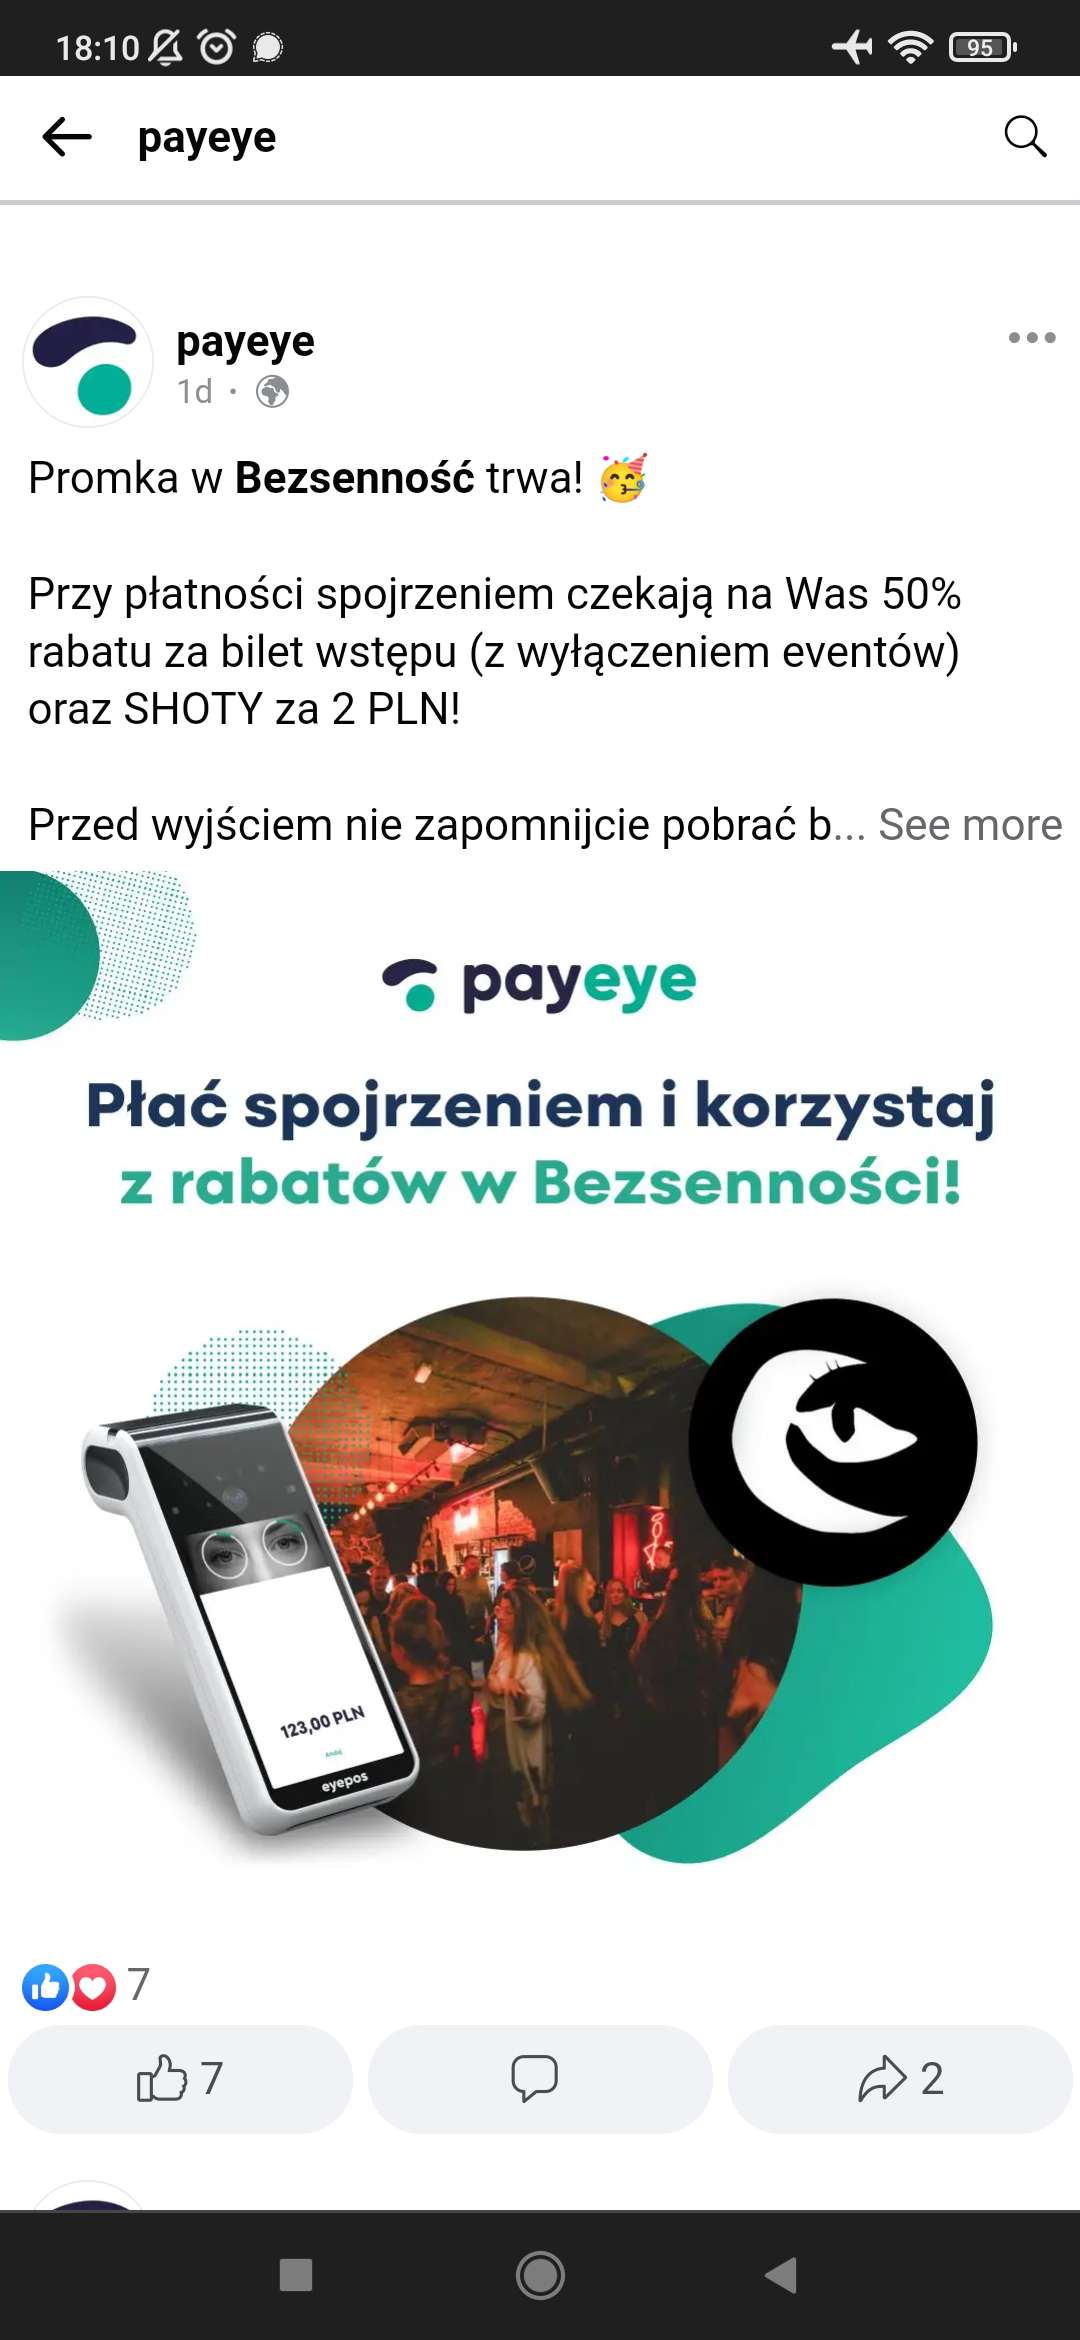 18:10
95
payeye
payeye
1d ·
Promka w Bezsenność trwa! 🥳
Przy płatności spojrzeniem czekają na Was 50%
rabatu za bilet wstępu (z wyłączeniem eventów)
oraz SHOTY za 2 PLN!
Przed wyjściem nie zapomnijcie pobrać b... See more
payeye
Płać spojrzeniem i korzystaj
z rabatów w Bezsenności!
123,00 PLN
Anuluj
eyepos
7
7
2